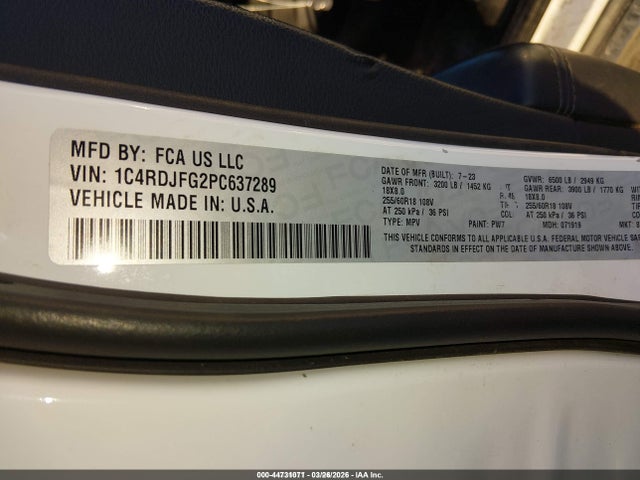 MFD BY: FCA US LLC
VIN: 1C4RDJFG2PC637289
VEHICLE MADE IN: U.S.A.
DATE OF MFR (BUILT): 7-23
GAWR FRONT: 3200 LB / 1452 KG
18X8.0
255/60R18 108V
AT 250 kPa / 36 PSI
TYPE: MPV
PAINT: PW7
MDH: 071919
GVWR: 6500 LB / 2949 KG
GAWR REAR: 3900 LB / 1770 KG
18X8.0
255/60R18 108V
AT 250 kPa / 36 PSI
THIS VEHICLE CONFORMS TO ALL APPLICABLE U.S.A. FEDERAL MOTOR VEHICLE
STANDARDS IN EFFECT ON THE DATE OF MANUFACTURE SHOWN ABOVE.
000-44731071 - 03/26/2026 - IAA Inc.